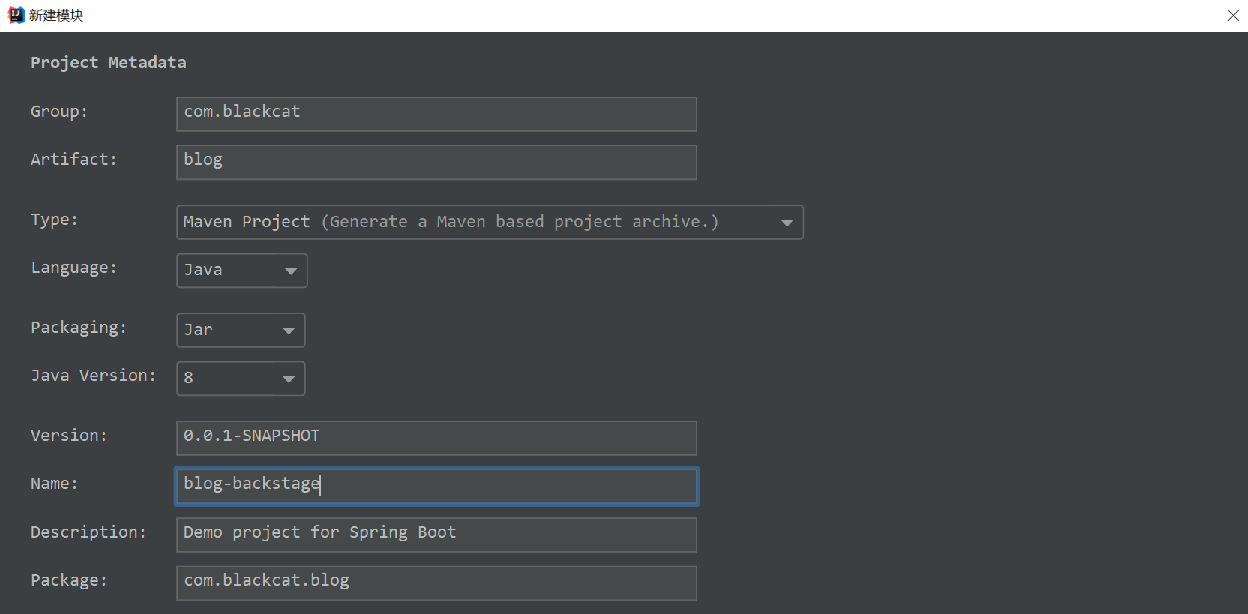 新建模块
Project Metadata
Group: com.blackcat
Artifact: blog
Type: Maven Project (Generate a Maven based project archive.)
Language: Java
Packaging: Jar
Java Version: 8
Version: 0.0.1-SNAPSHOT
Name: blog-backstage
Description: Demo project for Spring Boot
Package: com.blackcat.blog